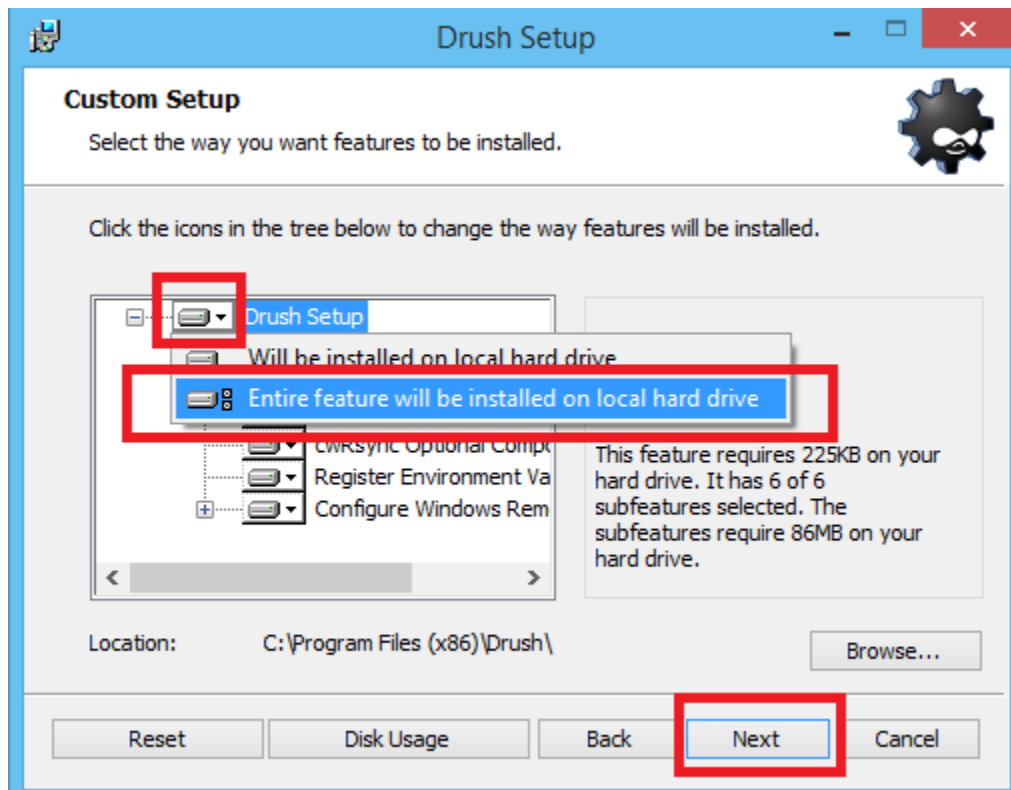 Drush Setup
Custom Setup
Select the way you want features to be installed.
Click the icons in the tree below to change the way features will be installed.
Drush Setup
Will be installed on local hard drive
Entire feature will be installed on local hard drive
cwRsync Optional Compo
Register Environment Va
Configure Windows Rem
This feature requires 225KB on your
hard drive. It has 6 of 6
subfeatures selected. The
subfeatures require 86MB on your
hard drive.
Location: C:\Program Files (x86)\Drush\
Browse...
Reset Disk Usage Back Next Cancel